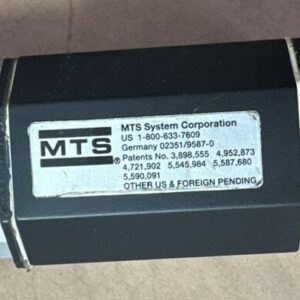 MTS
®
MTS System Corporation
US 1-800-633-7609
Germany 02351/9587-0
Patents No. 3,898,555 4,952,873
4,721,902 5,545,984 5,587,680
5,590,091
OTHER US & FOREIGN PENDING